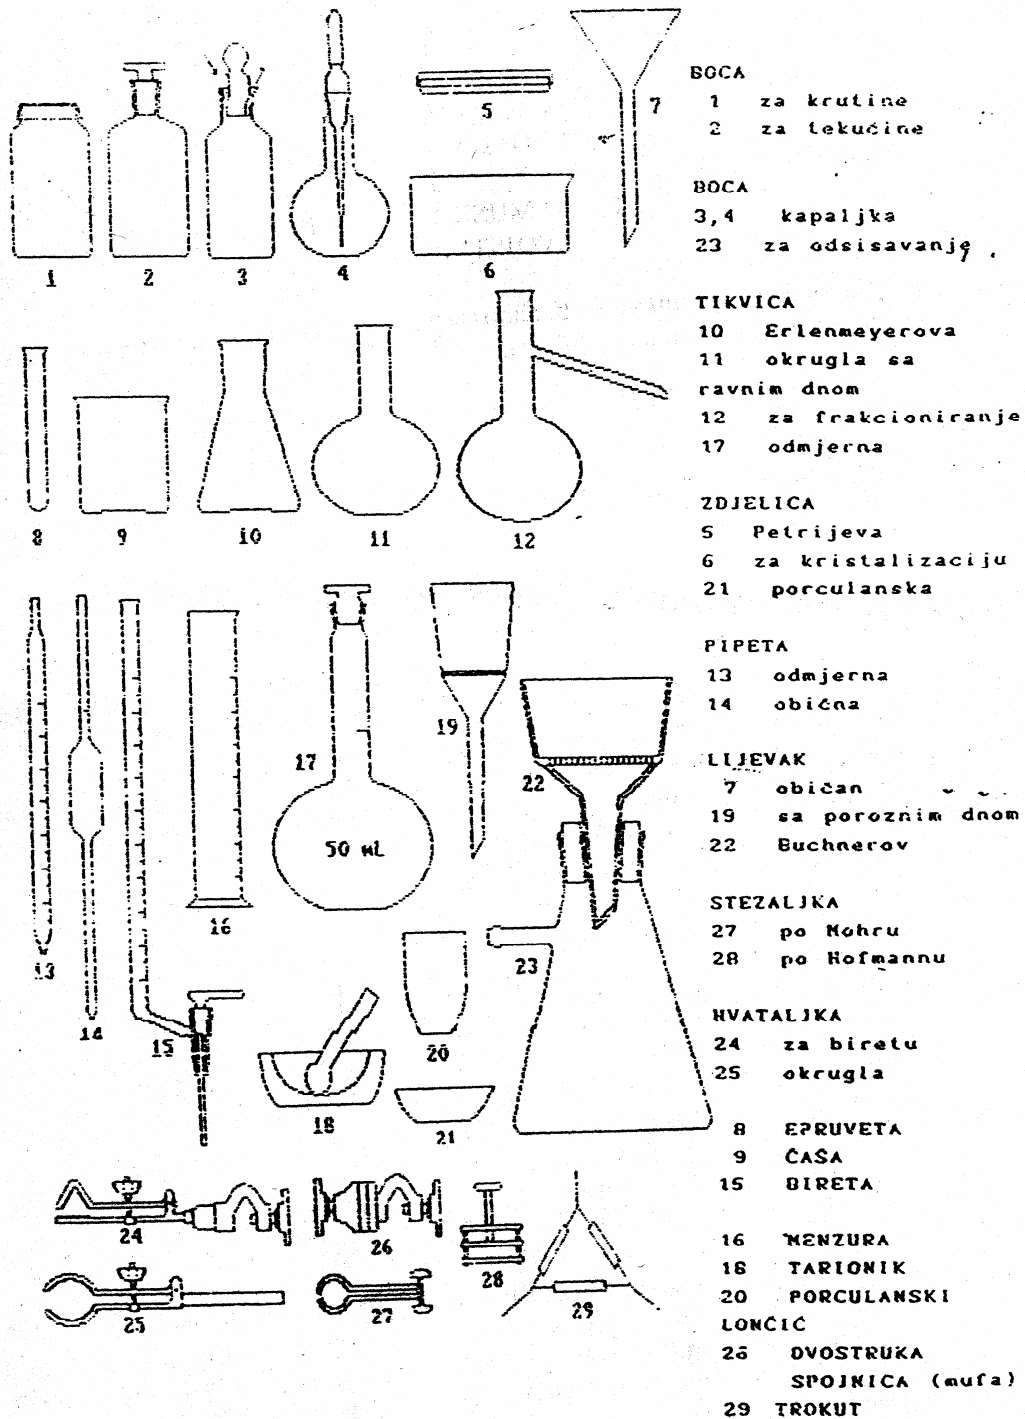 BOCA
1 za krutine
2 za tekućine
BOCA
3,4 kapaljka
23 za odsisavanje
TIKVICA
10 Erlenmeyerova
11 okrugla sa
ravnim dnom
12 za frakcioniranje
17 odmjerna
ZDJELICA
5 Petrijeva
6 za kristalizaciju
21 porculanska
PIPETA
13 odmjerna
14 obična
LIJEVAK
7 običan
19 sa poroznim dnom
22 Buchnerov
STEZALJKA
27 po Mohru
28 po Hofmannu
HVATALJKA
24 za biretu
25 okrugla
8 EPRUVETA
9 ČAŠA
15 BIRETA
16 MENZURA
18 TARIONIK
20 PORCULANSKI
LONČIĆ
26 DVOSTRUKA
SPOJNICA (mufa)
29 TROKUT
1 2 3 4 5 6 7
8 9 10 11 12
13 14 15 16 17 19 22
50 mL
18 20 21 23
24 26 28 29
25 27